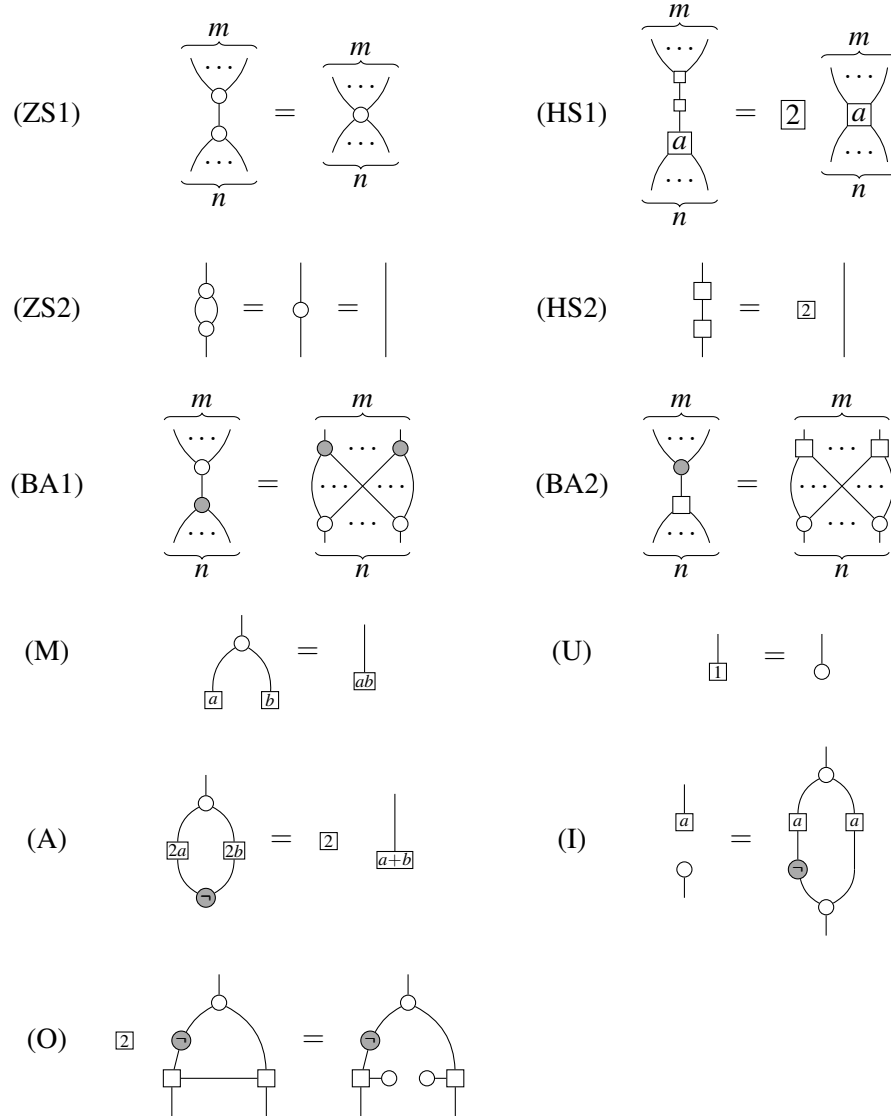 m m
(ZS1) ⋯ = ⋯ (HS1) ⋯ a = 2 ⋯ a
⋯ ⋯ ⋯ ⋯
n n n n
(ZS2) = = (HS2) = 2
m m m m
(BA1) ⋯ = ⋯ ⋯ ⋯ (BA2) ⋯ = ⋯ ⋯ ⋯
⋯ ⋯ ⋯ ⋯
n n n n
(M) a b = ab (U) 1 =
(A) 2a 2b ¬ = 2 a+b (I) a = a a ¬
(O) 2 ¬ = ¬